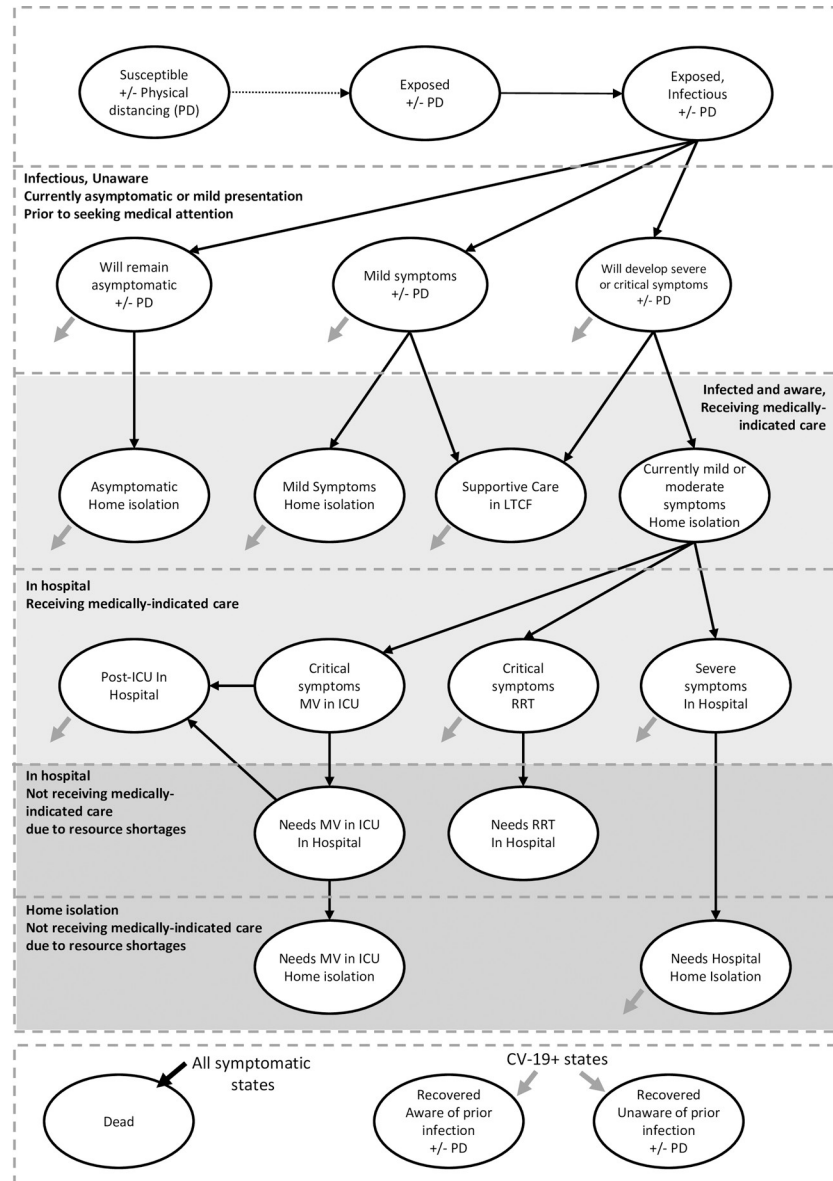 Susceptible
+/- Physical
distancing (PD)
Exposed
+/- PD
Exposed,
Infectious
+/- PD
Infectious, Unaware
Currently asymptomatic or mild presentation
Prior to seeking medical attention
Will remain
asymptomatic
+/- PD
Mild symptoms
+/- PD
Will develop severe
or critical symptoms
+/- PD
Infected and aware,
Receiving medically-
indicated care
Asymptomatic
Home isolation
Mild Symptoms
Home isolation
Supportive Care
in LTCF
Currently mild or
moderate
symptoms
Home isolation
In hospital
Receiving medically-indicated care
Post-ICU In
Hospital
Critical
symptoms
MV in ICU
Critical
symptoms
RRT
Severe
symptoms
In Hospital
In hospital
Not receiving medically-
indicated care
due to resource shortages
Needs MV in ICU
In Hospital
Needs RRT
In Hospital
Home isolation
Not receiving medically-indicated care
due to resource shortages
Needs MV in ICU
Home isolation
Needs Hospital
Home Isolation
All symptomatic
states
Dead
CV-19+ states
Recovered
Aware of prior
infection
+/- PD
Recovered
Unaware of prior
infection
+/- PD